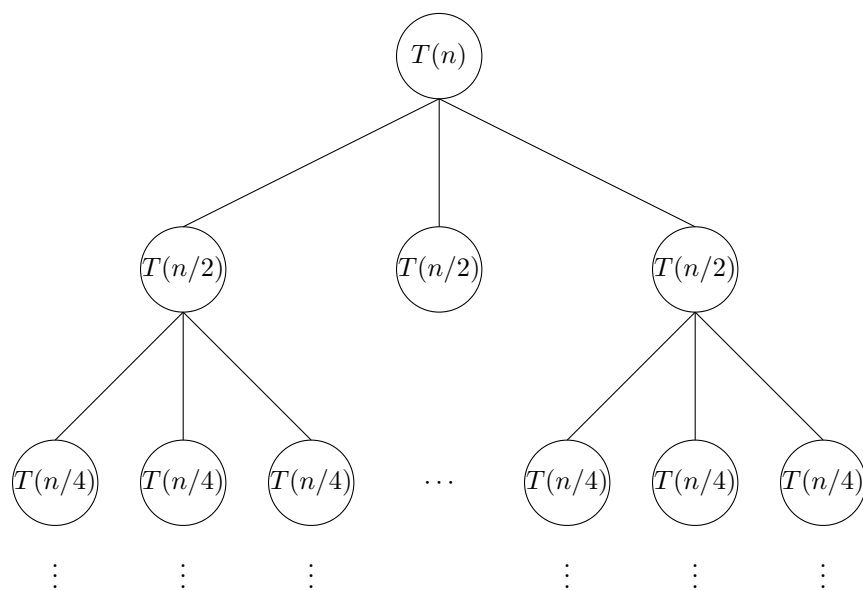 T(n)
T(n/2) T(n/2) T(n/2)
T(n/4) T(n/4) T(n/4) ... T(n/4) T(n/4) T(n/4)
⋮ ⋮ ⋮ ⋮ ⋮ ⋮